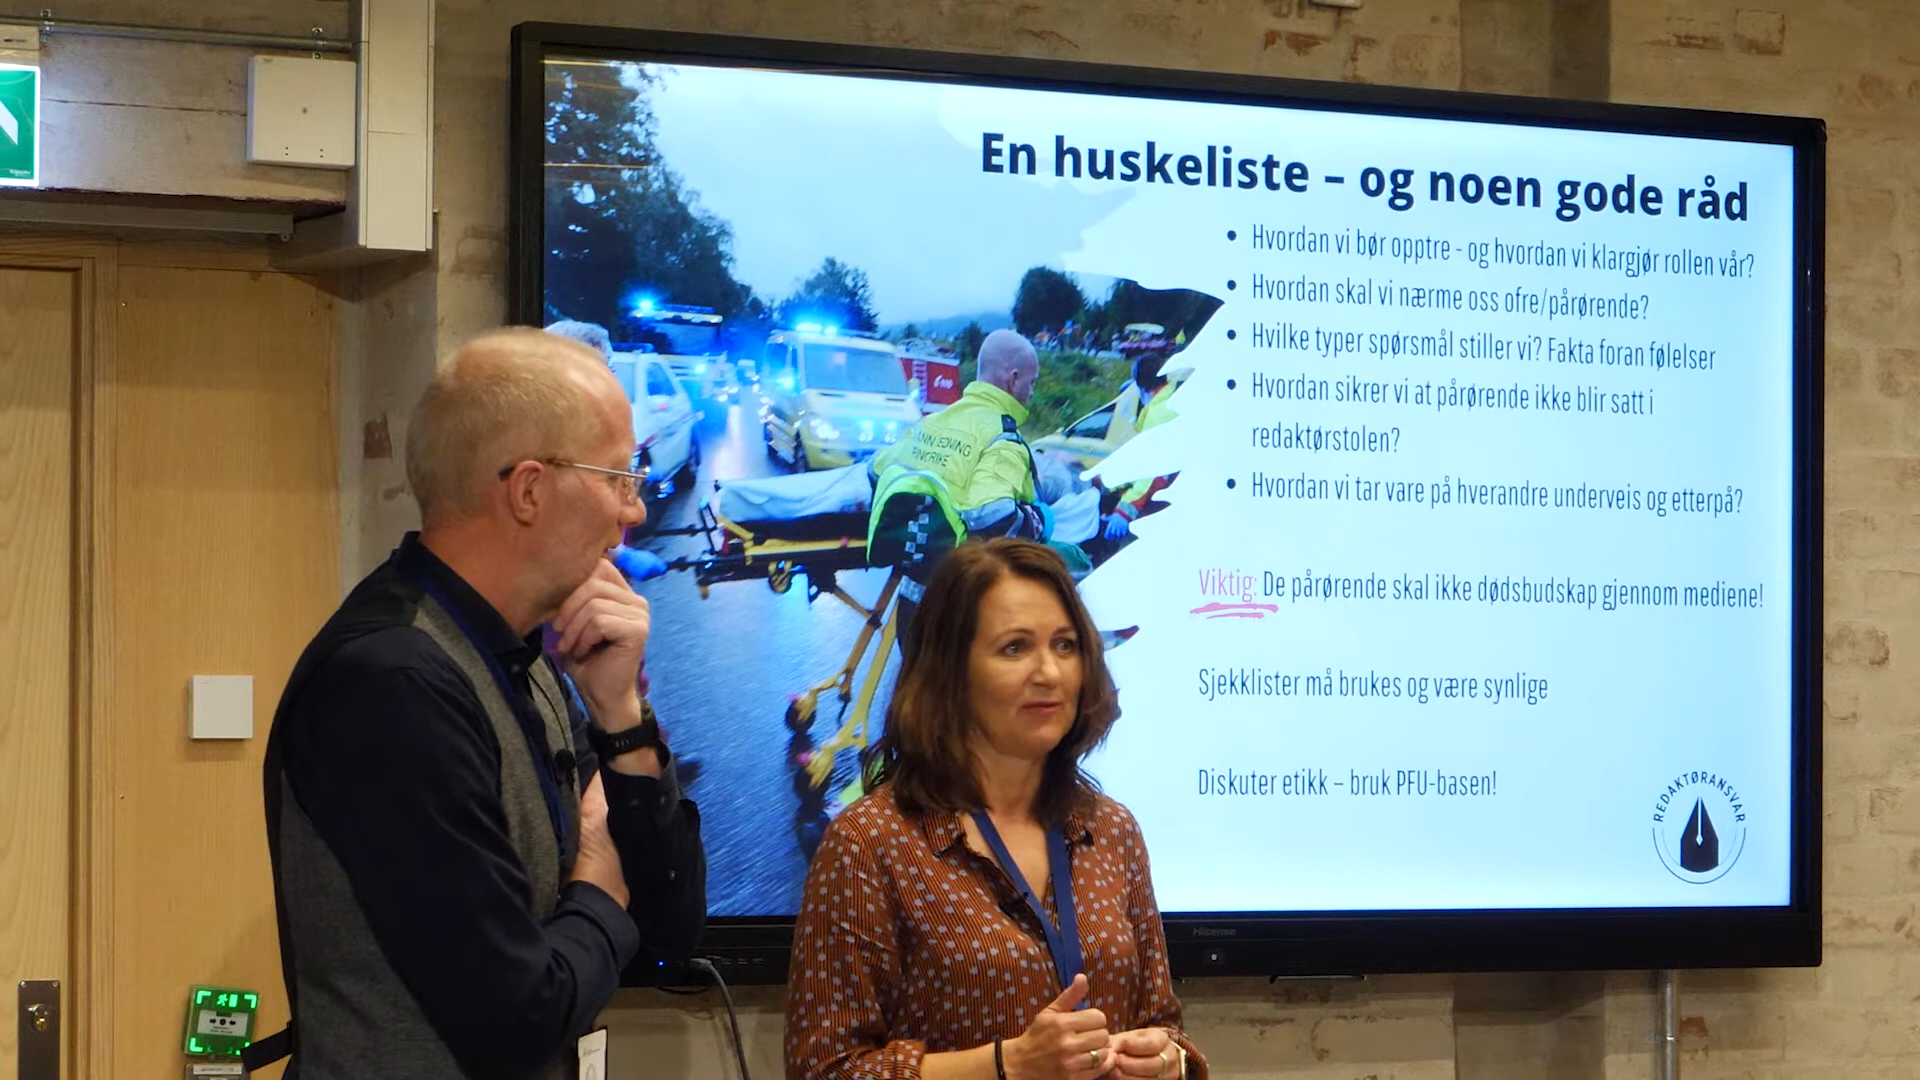 En huskeliste – og noen gode råd
• Hvordan vi bør opptre - og hvordan vi klargjør rollen vår?
• Hvordan skal vi nærme oss ofre/pårørende?
• Hvilke typer spørsmål stiller vi? Fakta foran følelser
• Hvordan sikrer vi at pårørende ikke blir satt i
redaktørstolen?
• Hvordan vi tar vare på hverandre underveis og etterpå?
Viktig: De pårørende skal ikke dødsbudskap gjennom mediene!
Sjekklister må brukes og være synlige
Diskuter etikk – bruk PFU-basen!
REDAKTØRANSVAR
Hisense